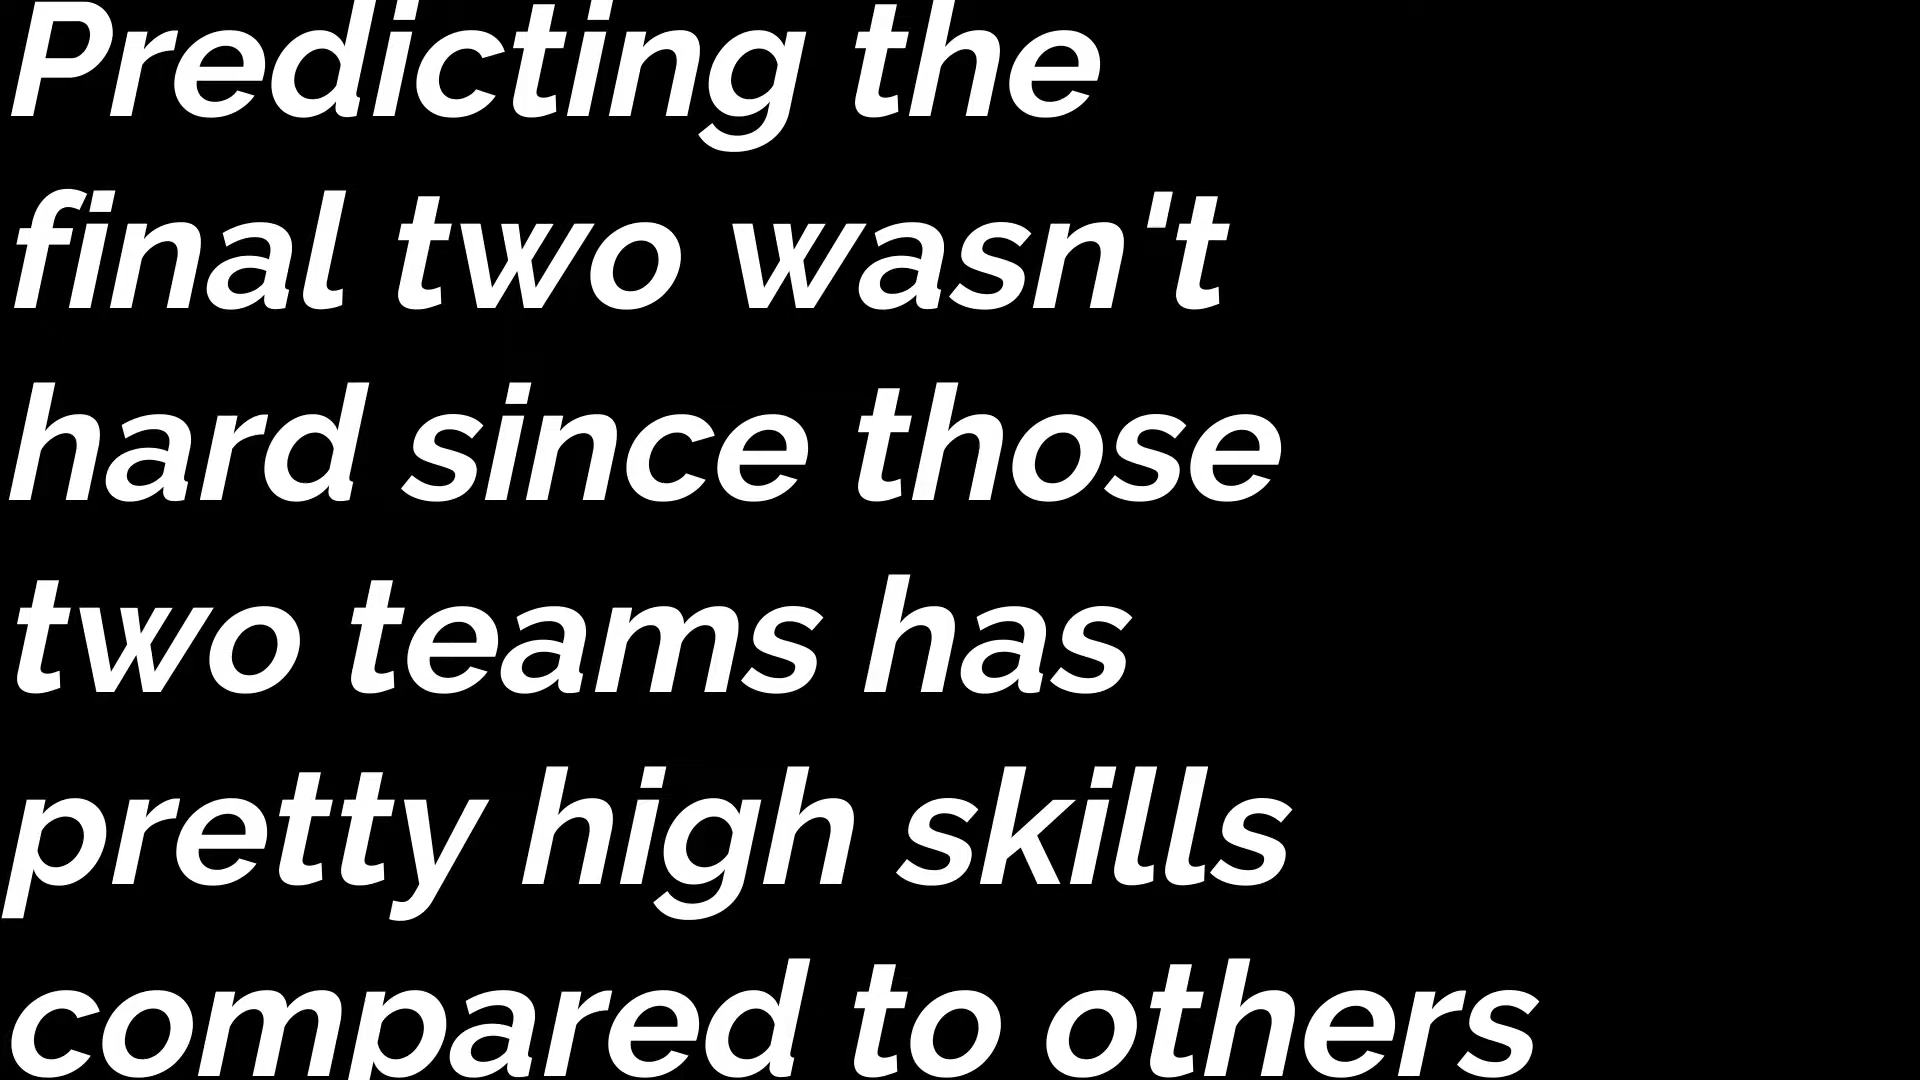 Predicting the
final two wasn't
hard since those
two teams has
pretty high skills
compared to others